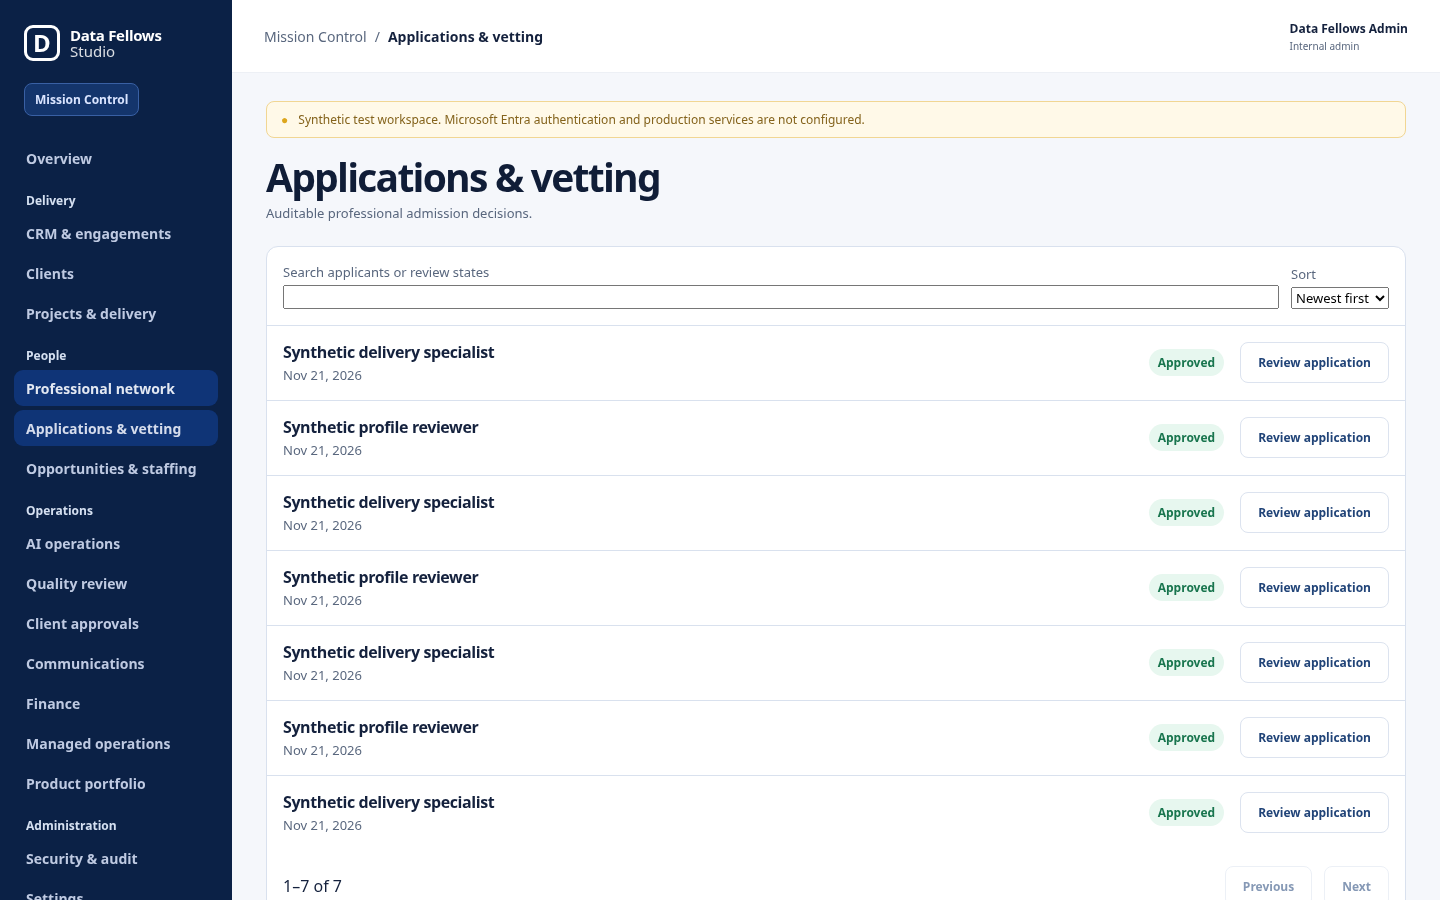 D
Data Fellows
Studio
Mission Control
Overview
Delivery
CRM & engagements
Clients
Projects & delivery
People
Professional network
Applications & vetting
Opportunities & staffing
Operations
AI operations
Quality review
Client approvals
Communications
Finance
Managed operations
Product portfolio
Administration
Security & audit
Settings
Mission Control / Applications & vetting
Data Fellows Admin
Internal admin
Synthetic test workspace. Microsoft Entra authentication and production services are not configured.
Applications & vetting
Auditable professional admission decisions.
Search applicants or review states
Sort
Newest first
Synthetic delivery specialist
Nov 21, 2026
Approved
Review application
Synthetic profile reviewer
Nov 21, 2026
Approved
Review application
Synthetic delivery specialist
Nov 21, 2026
Approved
Review application
Synthetic profile reviewer
Nov 21, 2026
Approved
Review application
Synthetic delivery specialist
Nov 21, 2026
Approved
Review application
Synthetic profile reviewer
Nov 21, 2026
Approved
Review application
Synthetic delivery specialist
Nov 21, 2026
Approved
Review application
1–7 of 7
Previous
Next